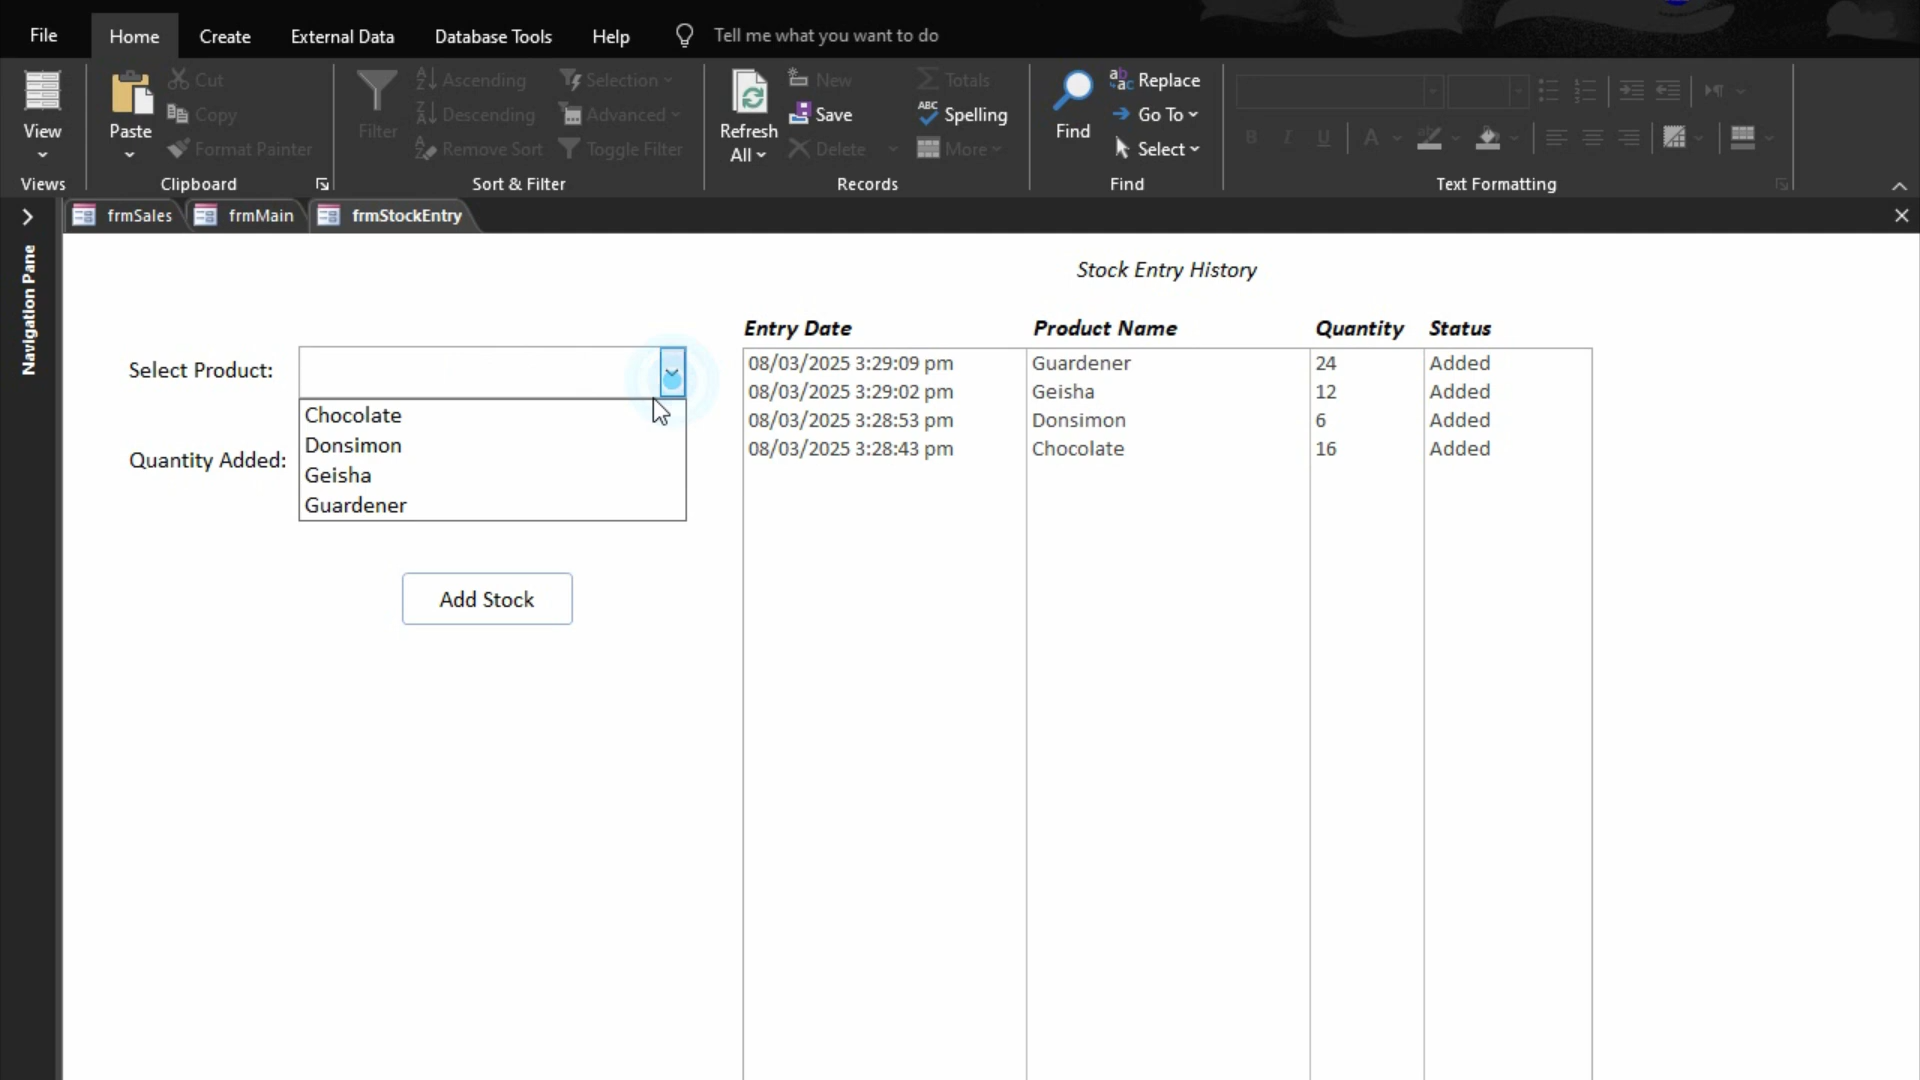 File Home Create External Data Database Tools Help Tell me what you want to do
View
Views
Paste
Cut
Copy
Format Painter
Clipboard
Filter
Ascending
Descending
Remove Sort
Selection
Advanced
Toggle Filter
Sort & Filter
Refresh
All
New
Save
Delete
Totals
Spelling
More
Records
Find
Replace
Go To
Select
Find
B I U A
Text Formatting
frmSales frmMain frmStockEntry
Navigation Pane
Stock Entry History
Select Product:
Chocolate
Donsimon
Geisha
Guardener
Quantity Added:
Add Stock
Entry Date Product Name Quantity Status
08/03/2025 3:29:09 pm Guardener 24 Added
08/03/2025 3:29:02 pm Geisha 12 Added
08/03/2025 3:28:53 pm Donsimon 6 Added
08/03/2025 3:28:43 pm Chocolate 16 Added